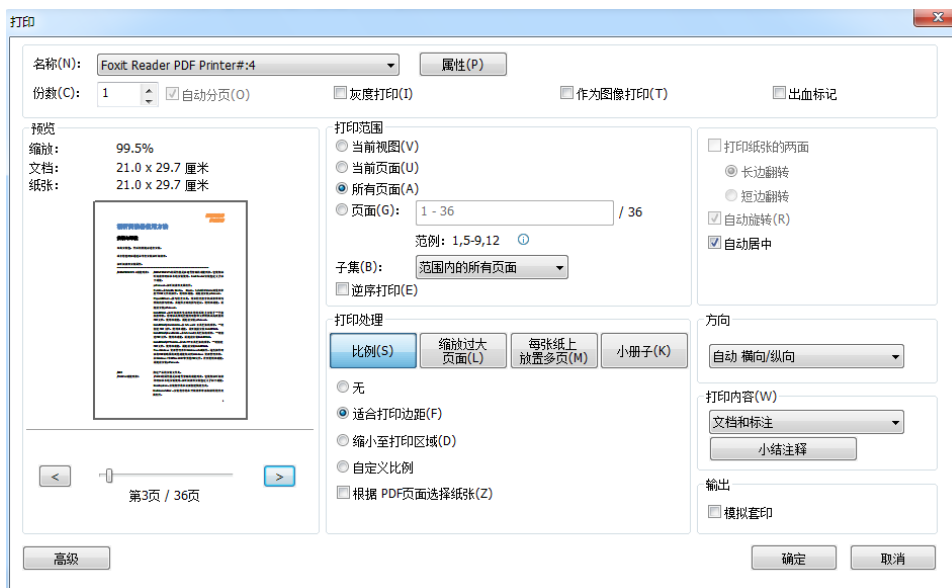 打印
名称(N): Foxit Reader PDF Printer#:4 属性(P)
份数(C): 1 自动分页(O) 灰度打印(I) 作为图像打印(T) 出血标记
预览
缩放: 99.5%
文档: 21.0 x 29.7 厘米
纸张: 21.0 x 29.7 厘米
< >
第3页 / 36页
打印范围
当前视图(V)
当前页面(U)
所有页面(A)
页面(G): 1 - 36 / 36
范例: 1,5-9,12
子集(B): 范围内的所有页面
逆序打印(E)
打印处理
比例(S)
缩放过大
页面(L)
每张纸上
放置多页(M)
小册子(K)
无
适合打印边距(F)
缩小至打印区域(D)
自定义比例
根据 PDF页面选择纸张(Z)
打印纸张的两面
长边翻转
短边翻转
自动旋转(R)
自动居中
方向
自动 横向/纵向
打印内容(W)
文档和标注
小结注释
输出
模拟套印
高级 确定 取消